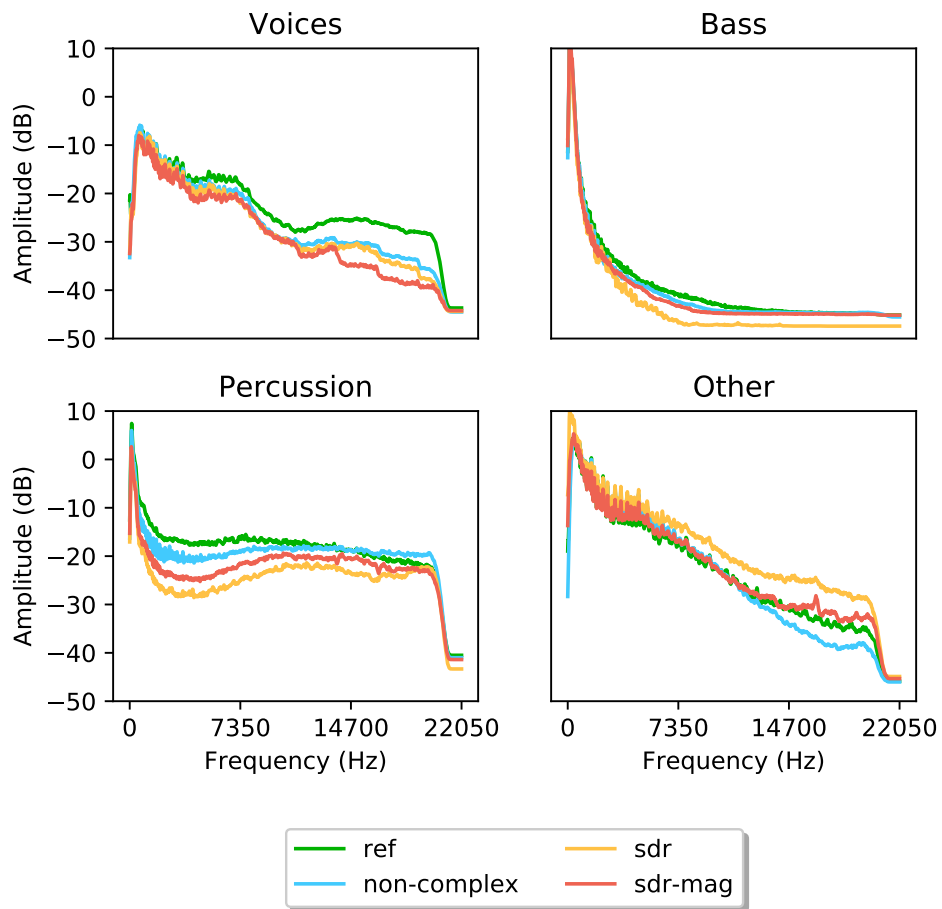 Voices
Bass
10
0
−10
−20
−30
−40
−50
Amplitude (dB)
Percussion
Other
10
0
−10
−20
−30
−40
−50
Amplitude (dB)
0 7350 14700 22050
0 7350 14700 22050
Frequency (Hz)
Frequency (Hz)
ref
sdr
non-complex
sdr-mag